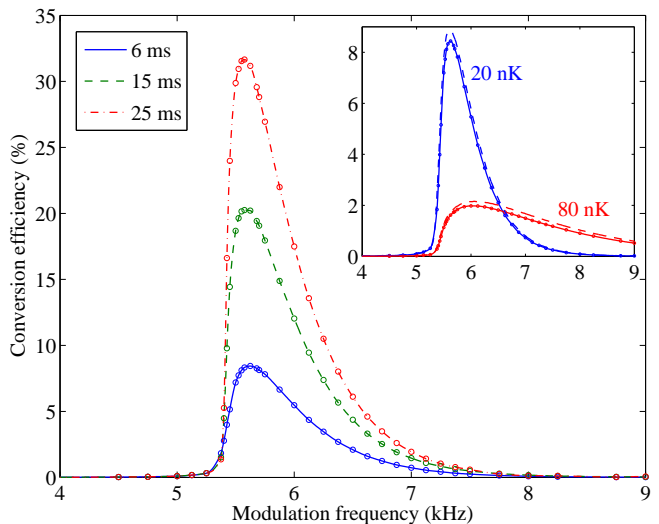 35
30
25
20
15
10
5
0
Conversion efficiency (%)
6 ms
15 ms
25 ms
8
6
4
2
0
20 nK
80 nK
4 5 6 7 8 9
4 5 6 7 8 9
Modulation frequency (kHz)